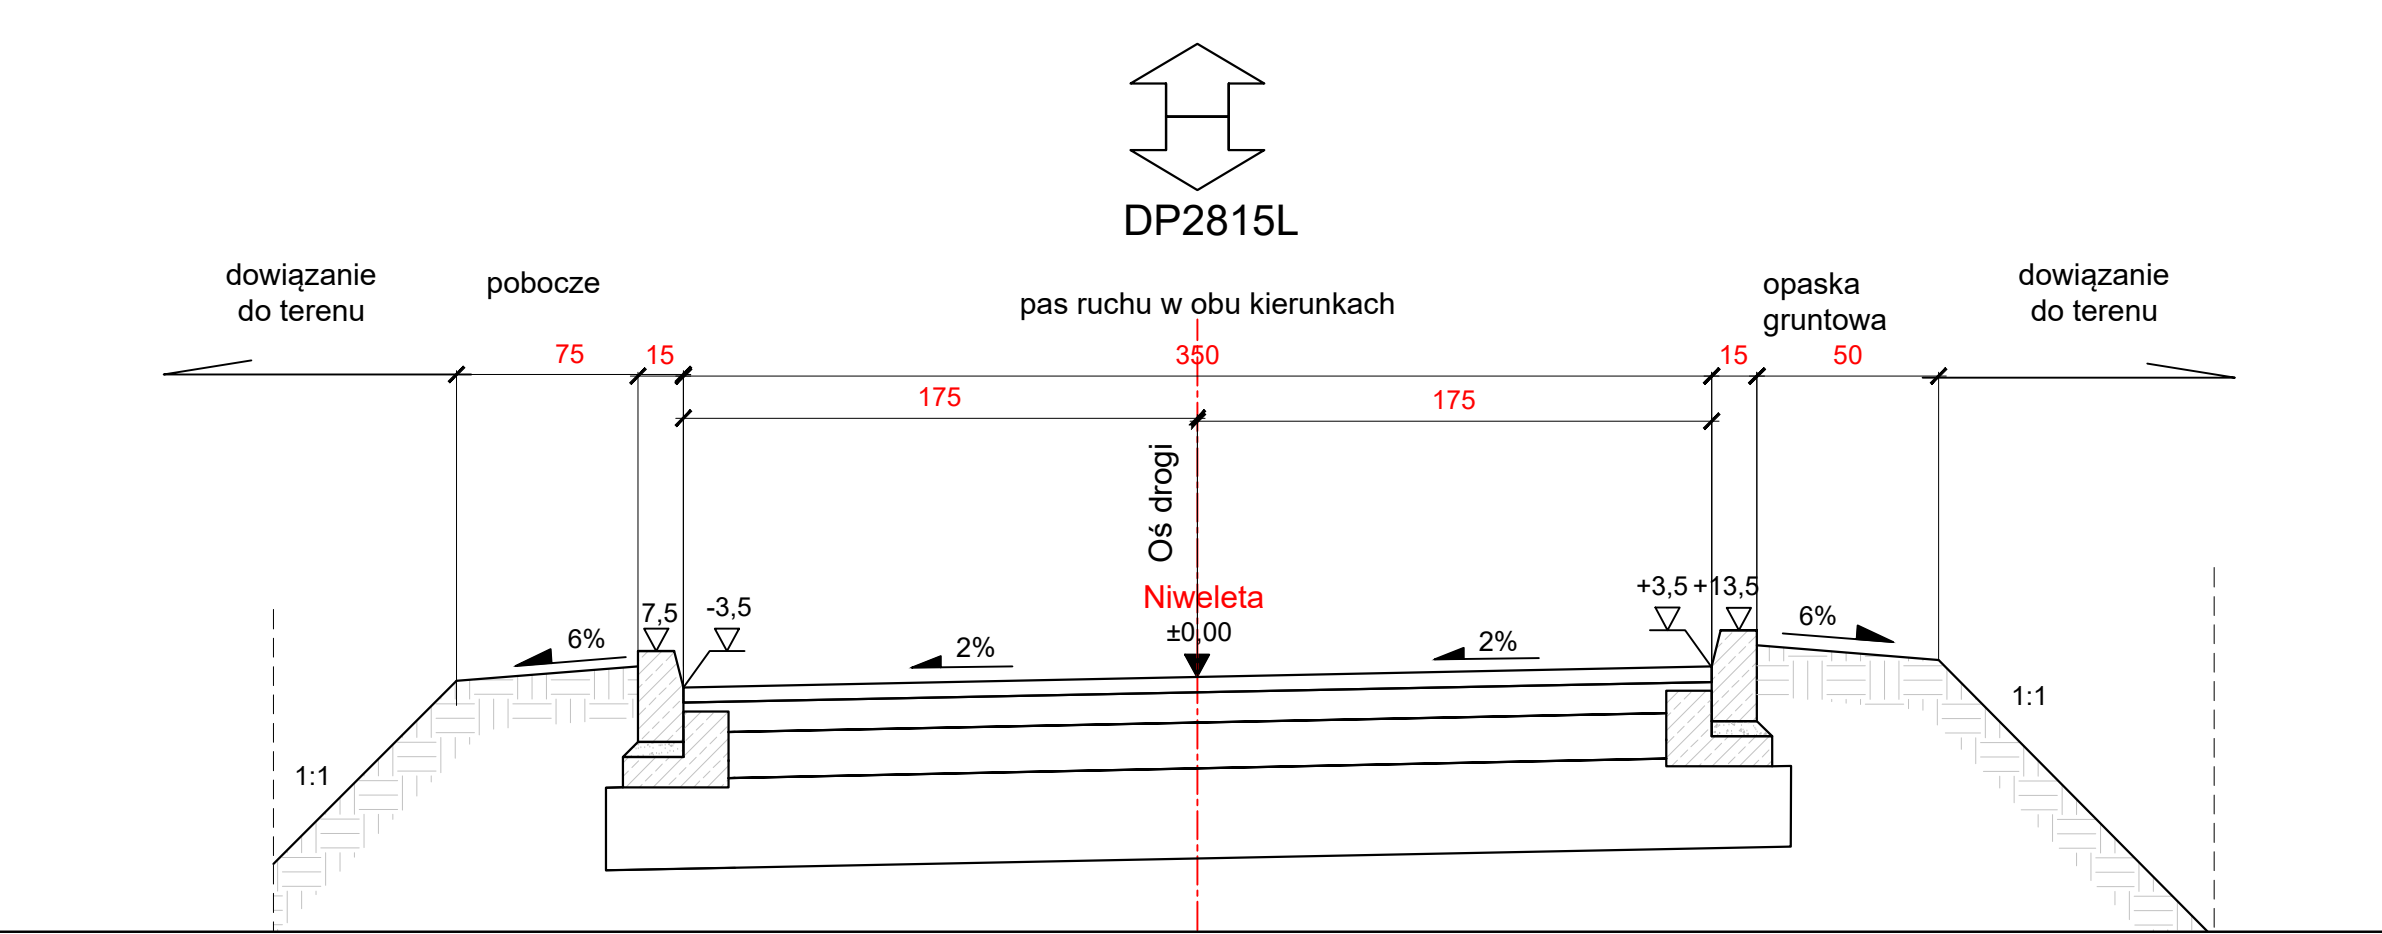 DP2815L
dowiązanie
do terenu
pobocze
pas ruchu w obu kierunkach
opaska
gruntowa
dowiązanie
do terenu
75
15
350
15
50
175
175
Oś drogi
Niweleta
±0,00
7,5
-3,5
+3,5
+13,5
6%
2%
2%
6%
1:1
1:1